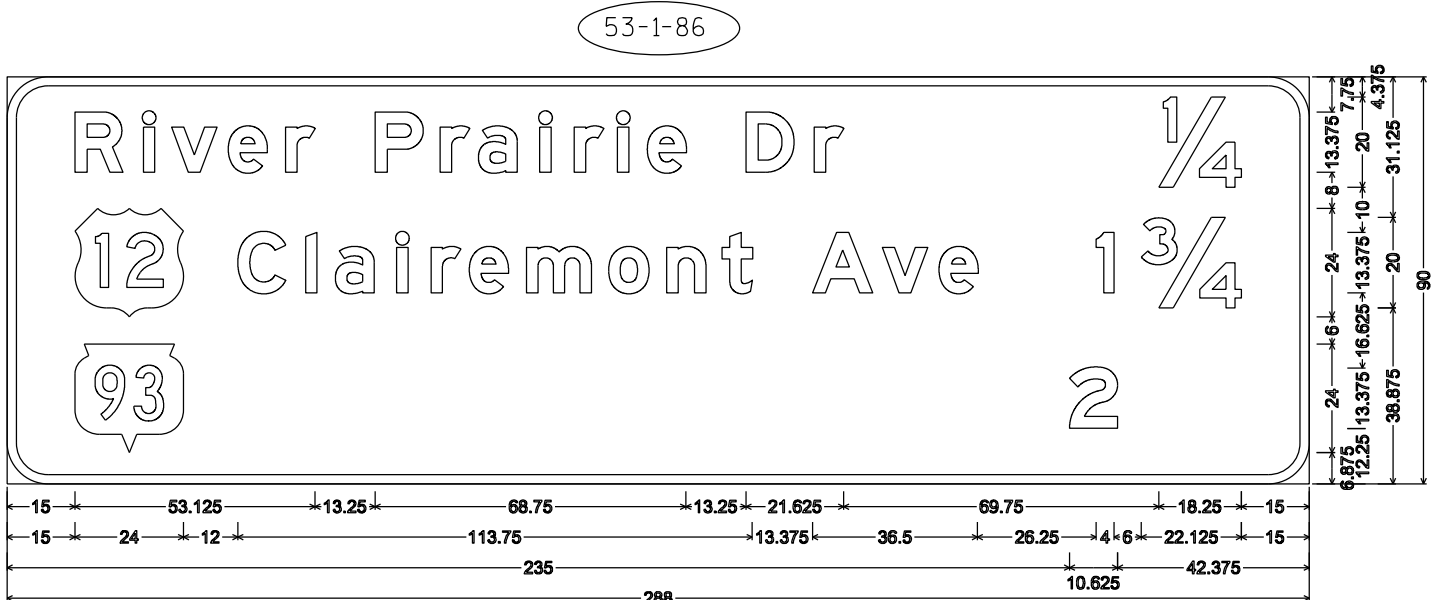 53-1-86
River Prairie Dr 1/4
12 Clairemont Ave 1 3/4
93 2
7.75 4.375
13.375 20 31.125
8 10
24 13.375 20 90
6 16.625
24 13.375 38.875
6.875 12.25
15 53.125 13.25 68.75 13.25 21.625 69.75 18.25 15
15 24 12 113.75 13.375 36.5 26.25 4 6 22.125 15
235 10.625 42.375
288